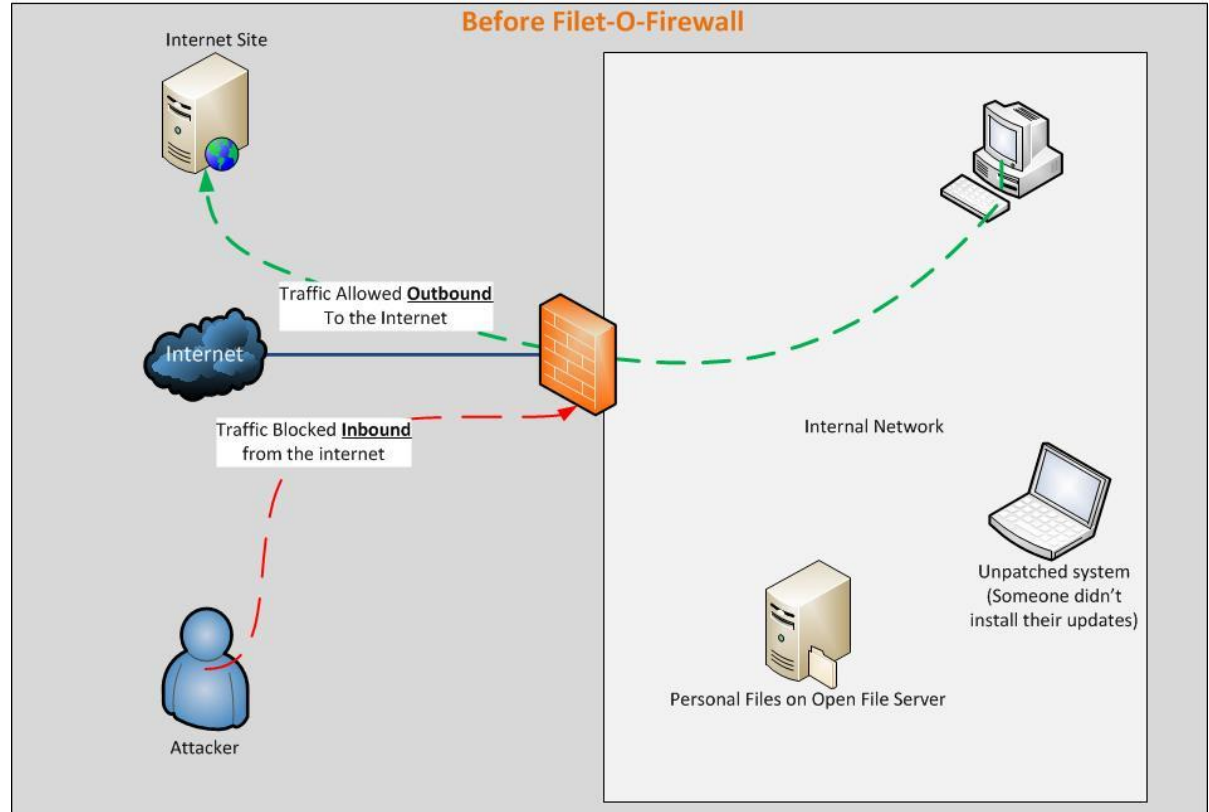 Before Filet-O-Firewall
Internet Site
Traffic Allowed Outbound
To the Internet
Internet
Traffic Blocked Inbound
from the internet
Internal Network
Unpatched system
(Someone didn't
install their updates)
Personal Files on Open File Server
Attacker